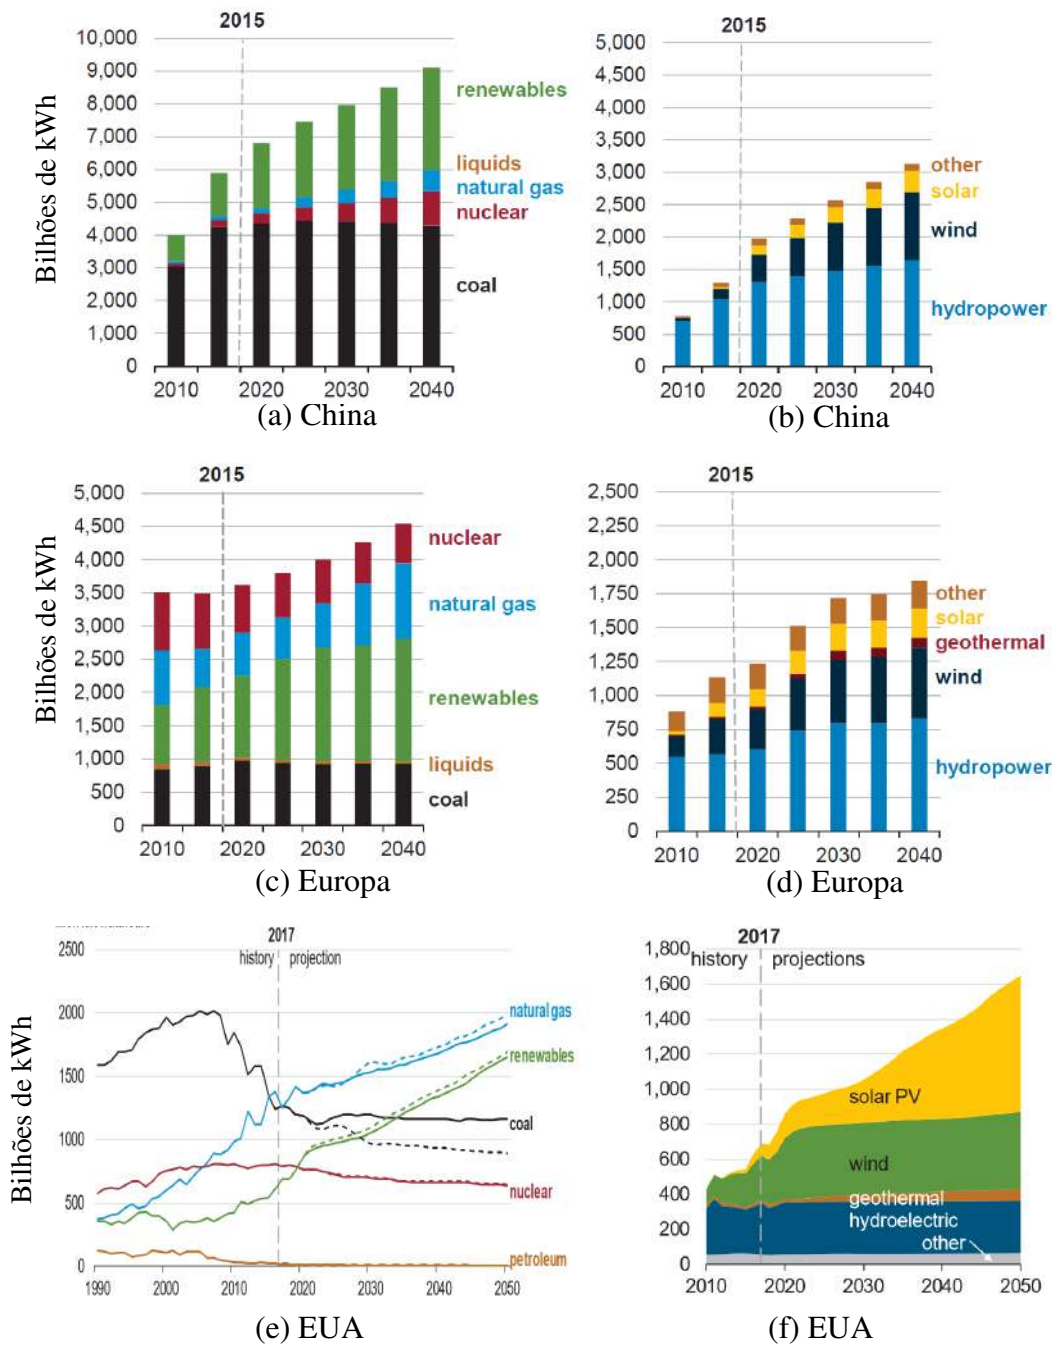 2015
10,000
9,000
8,000
7,000
6,000
5,000
4,000
3,000
2,000
1,000
0
Bilhões de kWh
renewables
liquids
natural gas
nuclear
coal
2010 2020 2030 2040
(a) China
2015
5,000
4,500
4,000
3,500
3,000
2,500
2,000
1,500
1,000
500
0
other
solar
wind
hydropower
2010 2020 2030 2040
(b) China
2015
5,000
4,500
4,000
3,500
3,000
2,500
2,000
1,500
1,000
500
0
Bilhões de kWh
nuclear
natural gas
renewables
liquids
coal
2010 2020 2030 2040
(c) Europa
2015
2,500
2,250
2,000
1,750
1,500
1,250
1,000
750
500
250
0
other
solar
geothermal
wind
hydropower
2010 2020 2030 2040
(d) Europa
2017
history projection
2500
2000
1500
1000
500
0
Bilhões de kWh
natural gas
renewables
coal
nuclear
petroleum
1990 2000 2010 2020 2030 2040 2050
(e) EUA
2017
history projections
1,800
1,600
1,400
1,200
1,000
800
600
400
200
0
solar PV
wind
geothermal
hydroelectric
other
2010 2020 2030 2040 2050
(f) EUA